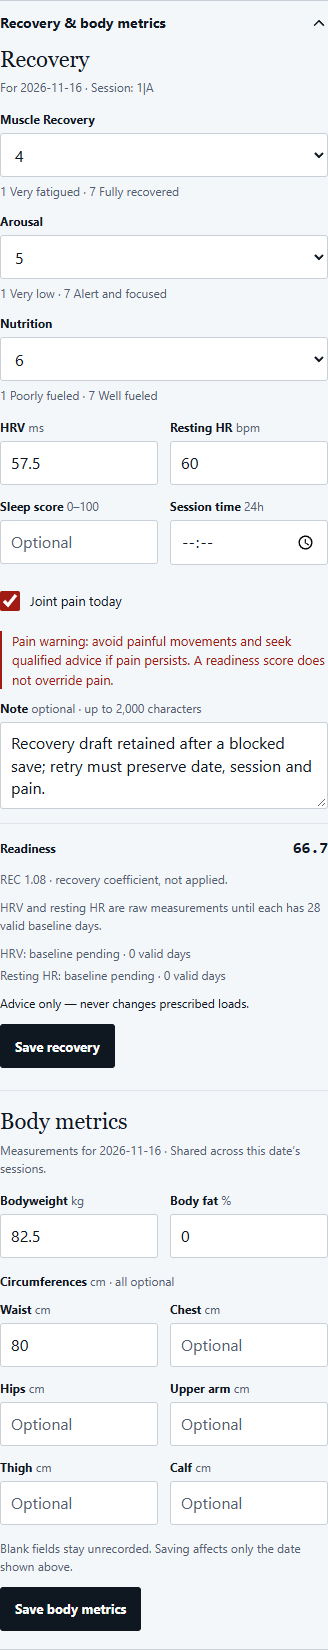 Recovery & body metrics
Recovery
For 2026-11-16 · Session: 1|A
Muscle Recovery
4
1 Very fatigued · 7 Fully recovered
Arousal
5
1 Very low · 7 Alert and focused
Nutrition
6
1 Poorly fueled · 7 Well fueled
HRV ms Resting HR bpm
57.5 60
Sleep score 0–100 Session time 24h
Optional --:--
Joint pain today
Pain warning: avoid painful movements and seek
qualified advice if pain persists. A readiness score does
not override pain.
Note optional · up to 2,000 characters
Recovery draft retained after a blocked
save; retry must preserve date, session and
pain.
Readiness 66.7
REC 1.08 · recovery coefficient, not applied.
HRV and resting HR are raw measurements until each has 28
valid baseline days.
HRV: baseline pending · 0 valid days
Resting HR: baseline pending · 0 valid days
Advice only — never changes prescribed loads.
Save recovery
Body metrics
Measurements for 2026-11-16 · Shared across this date's
sessions.
Bodyweight kg Body fat %
82.5 0
Circumferences cm · all optional
Waist cm Chest cm
80 Optional
Hips cm Upper arm cm
Optional Optional
Thigh cm Calf cm
Optional Optional
Blank fields stay unrecorded. Saving affects only the date
shown above.
Save body metrics